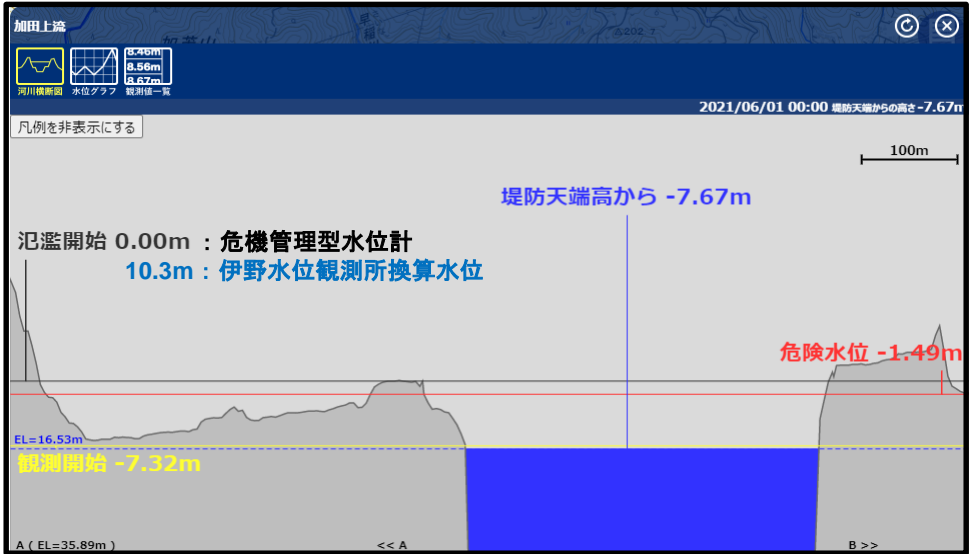 加田上流
202.7
8.46m
8.56m
8.67m
河川横断図 水位グラフ 観測値一覧
2021/06/01 00:00 堤防天端からの高さ-7.67m
凡例を非表示にする
100m
堤防天端高から -7.67m
氾濫開始 0.00m : 危機管理型水位計
10.3m : 伊野水位観測所換算水位
危険水位 -1.49m
EL=16.53m
観測開始 -7.32m
A ( EL=35.89m )
<< A
B >>